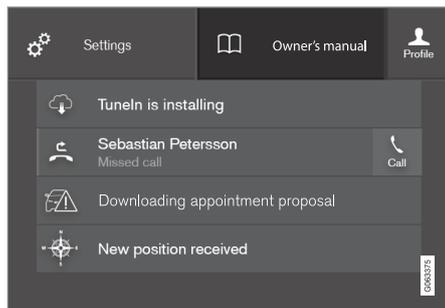 Settings
Owner's manual
Profile
TuneIn is installing
Sebastian Petersson
Missed call
Call
Downloading appointment proposal
New position received
G063375